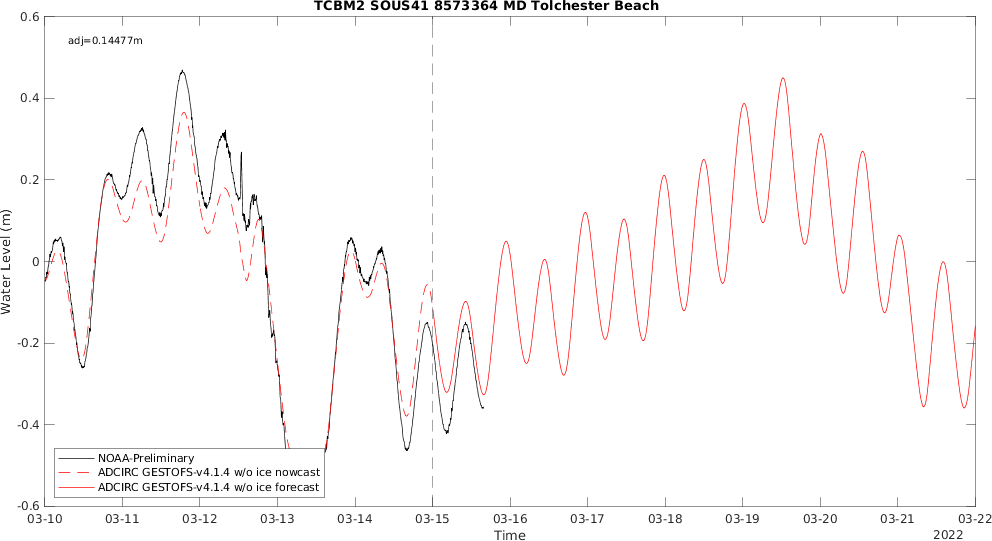 TCBM2 SOUS41 8573364 MD Tolchester Beach
adj=0.14477m
Water Level (m)
0.6
0.4
0.2
0
-0.2
-0.4
-0.6
NOAA-Preliminary
ADCIRC GESTOFS-v4.1.4 w/o ice nowcast
ADCIRC GESTOFS-v4.1.4 w/o ice forecast
03-10 03-11 03-12 03-13 03-14 03-15 03-16 03-17 03-18 03-19 03-20 03-21 03-22
Time
2022